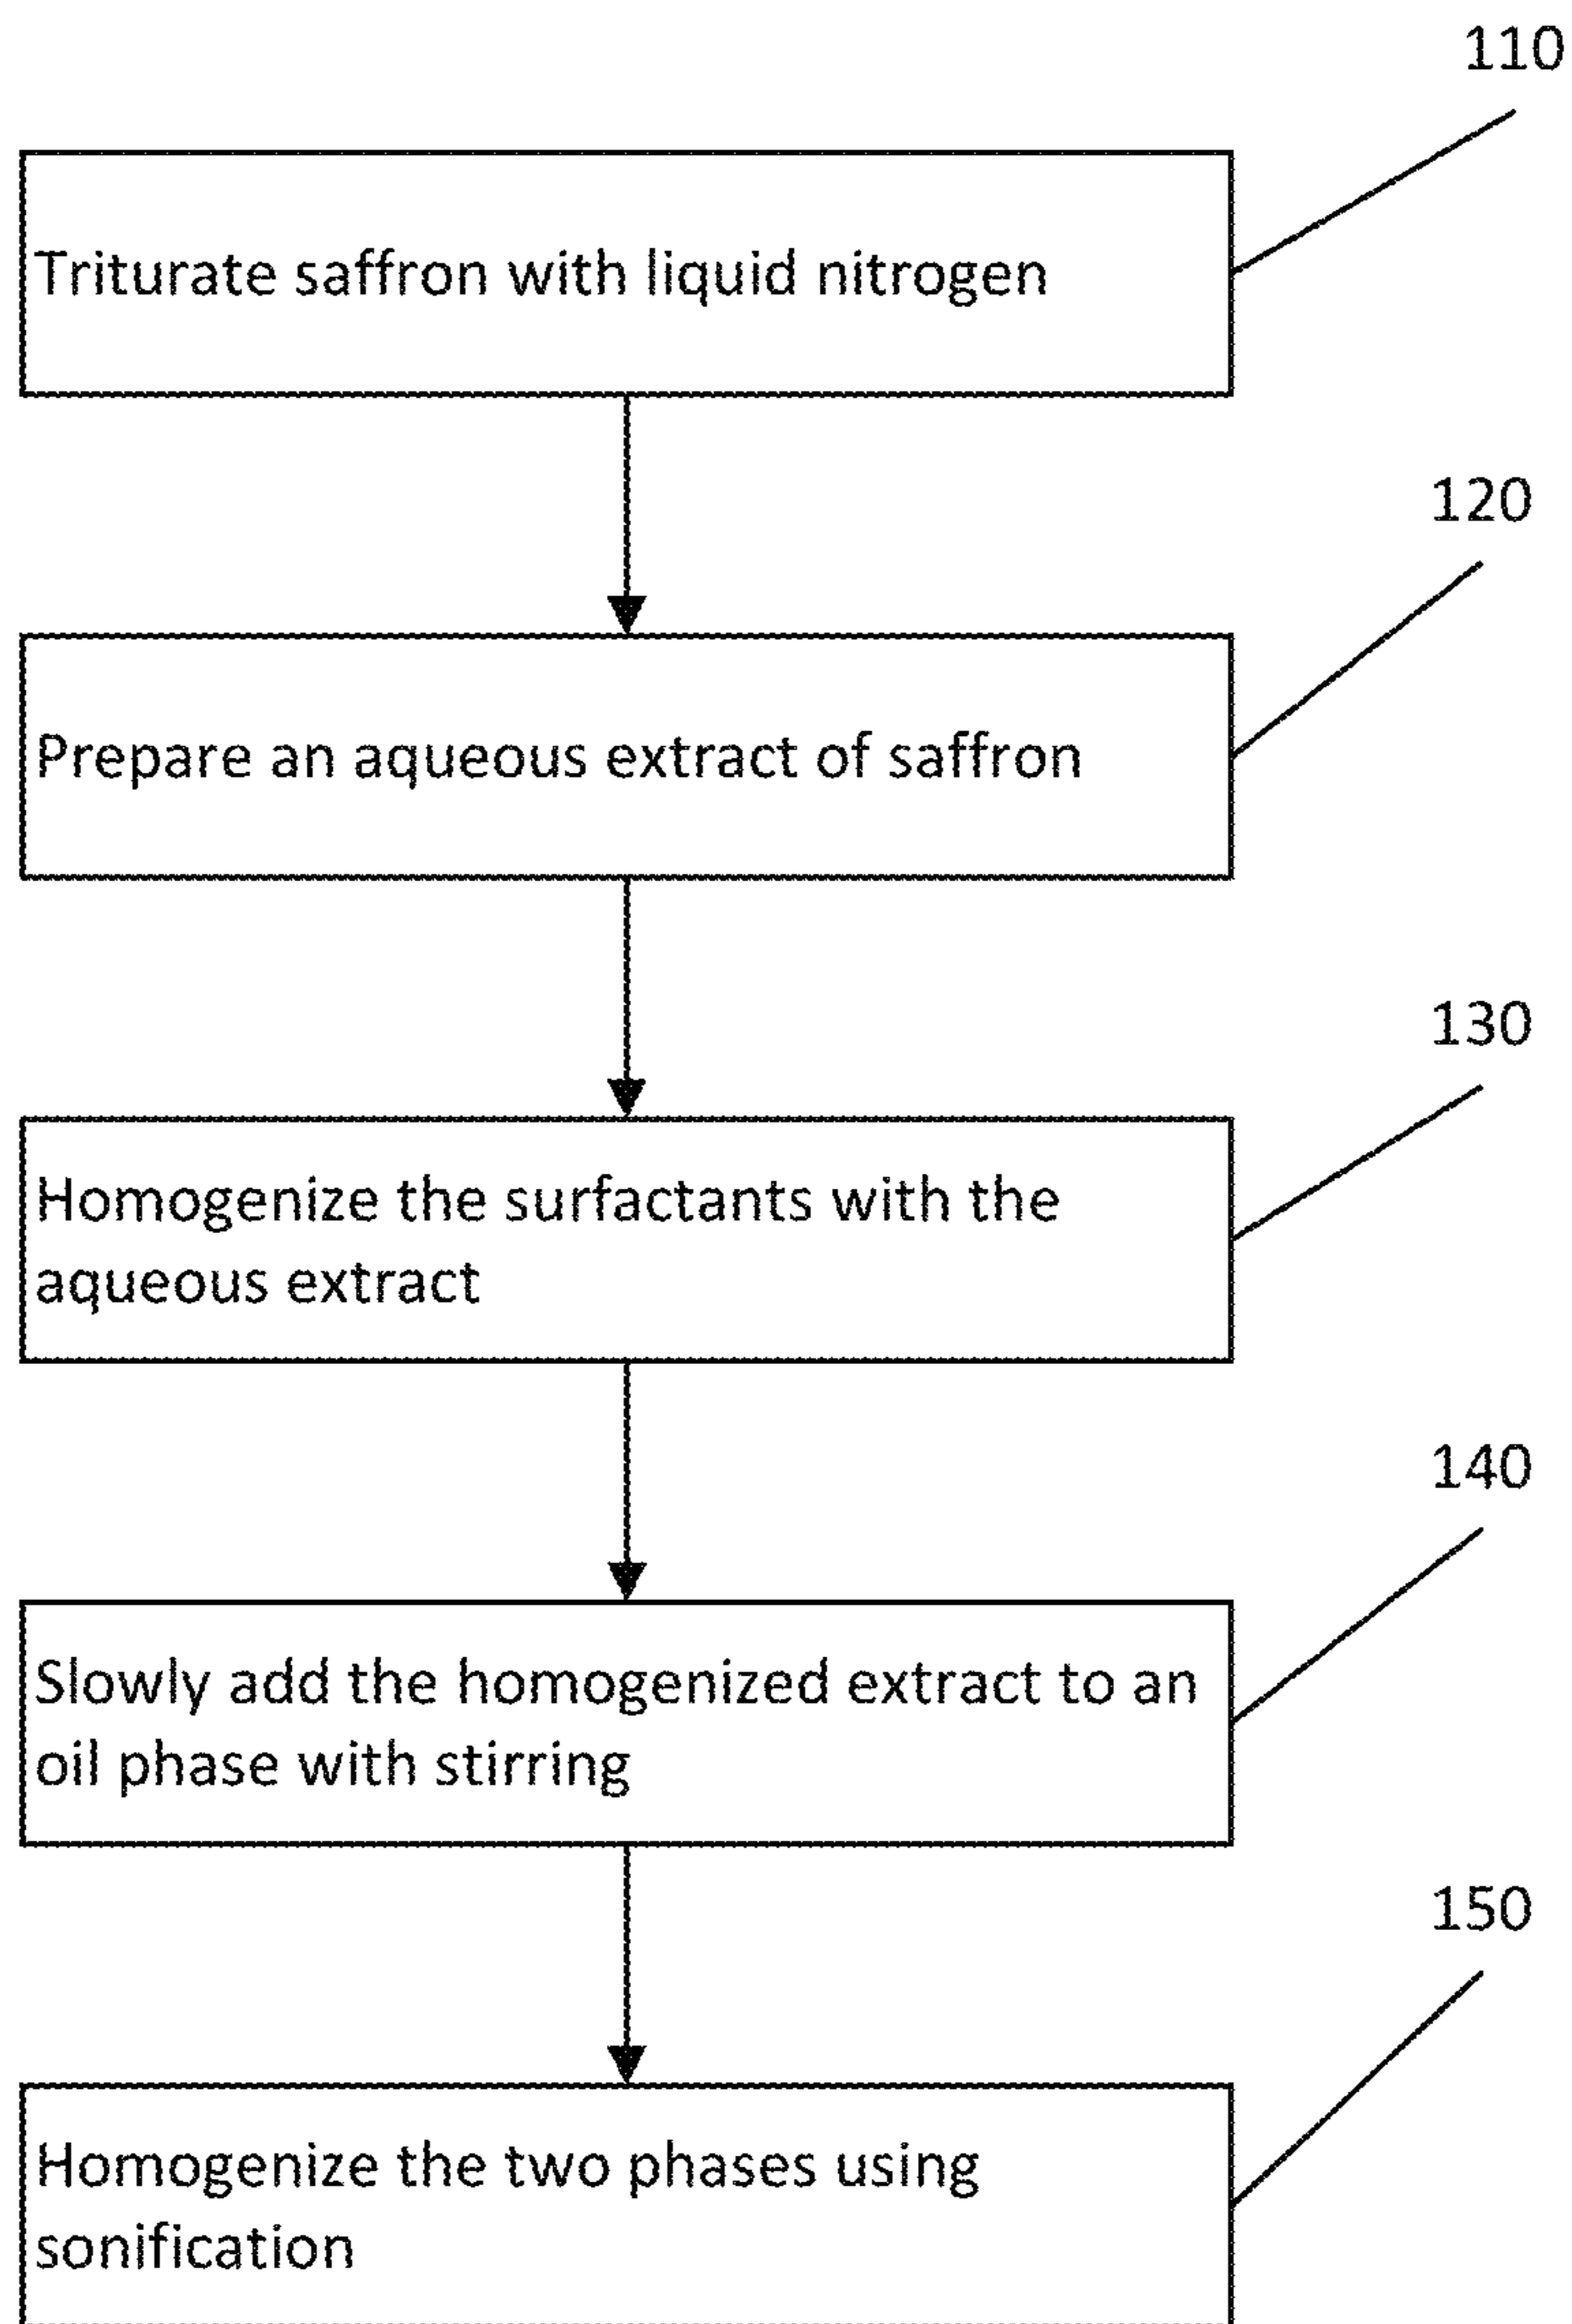 110
Triturate saffron with liquid nitrogen
120
Prepare an aqueous extract of saffron
130
Homogenize the surfactants with the
aqueous extract
140
Slowly add the homogenized extract to an
oil phase with stirring
150
Homogenize the two phases using
sonification